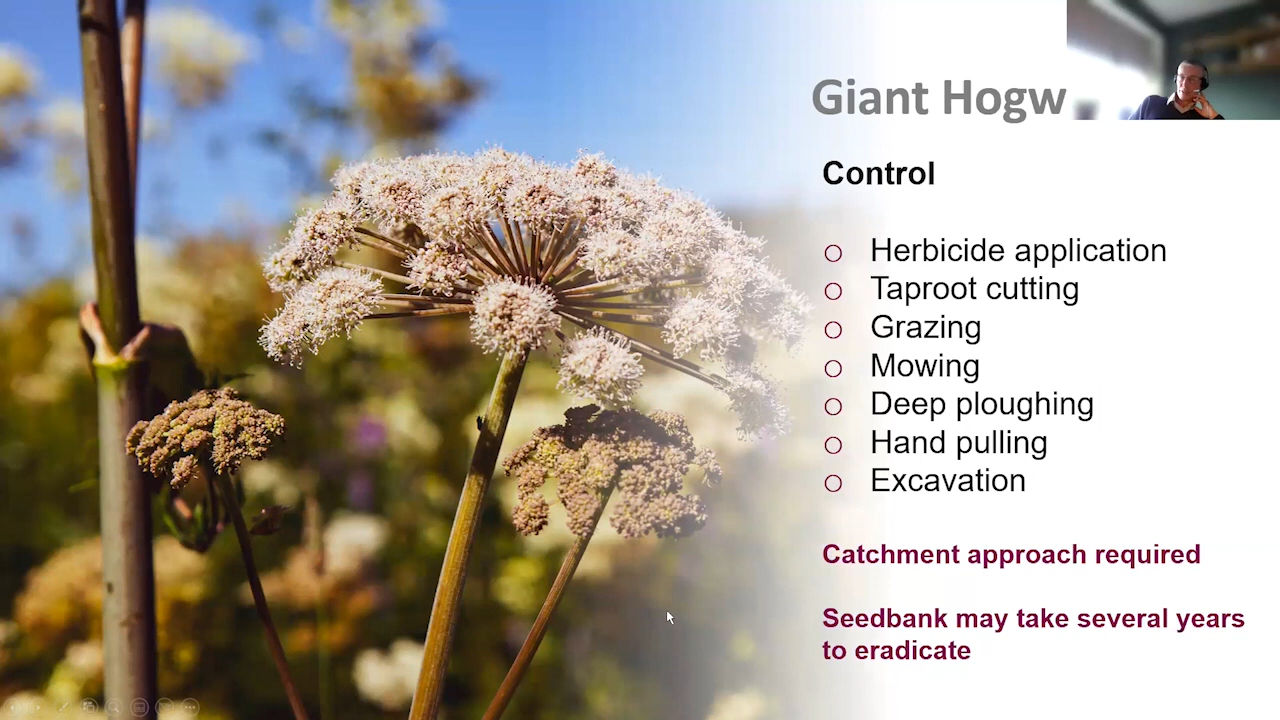 Giant Hogw
Control
Herbicide application
Taproot cutting
Grazing
Mowing
Deep ploughing
Hand pulling
Excavation
Catchment approach required
Seedbank may take several years
to eradicate